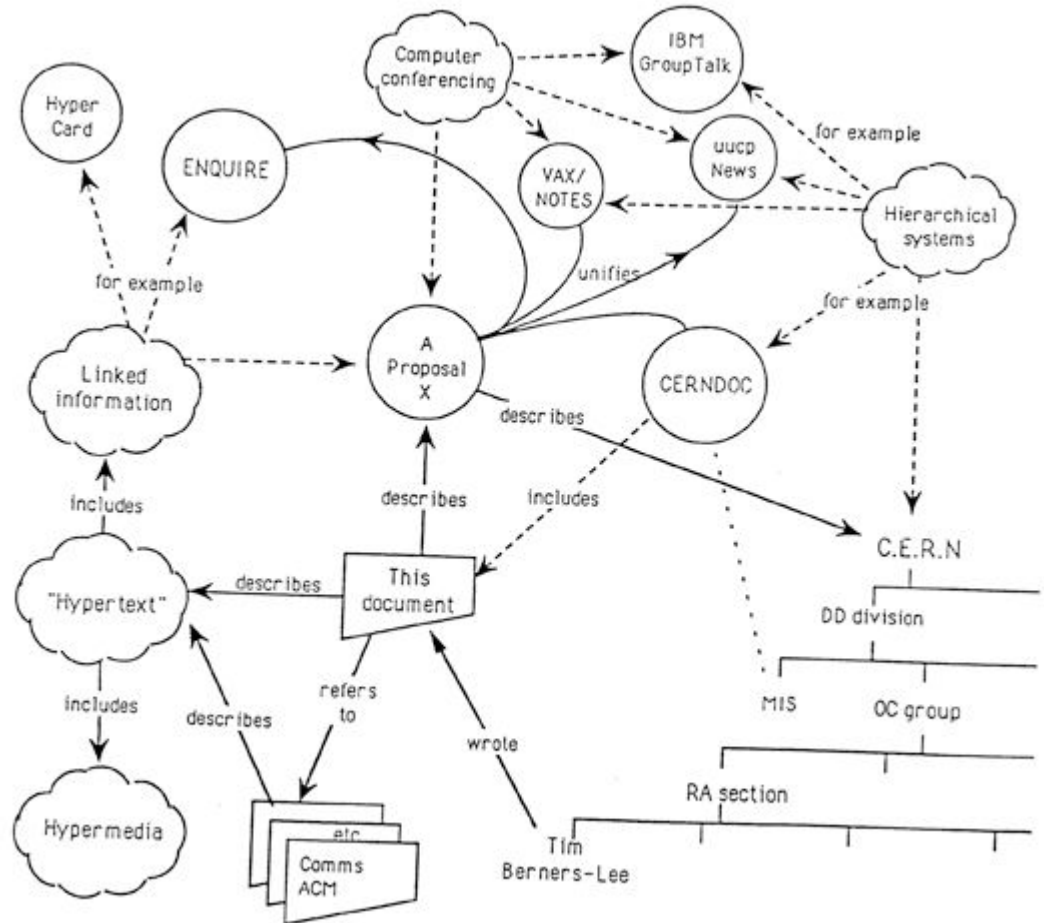 IBM
GroupTalk
Computer
conferencing
Hyper
Card
for example
uucp
News
ENQUIRE
VAX/
NOTES
Hierarchical
systems
unifies
for example
for example
A
Proposal
X
Linked
information
CERNDOC
describes
includes
describes
includes
C.E.R.N
This
document
describes
"Hypertext"
DD division
refers
to
MIS
OC group
includes
describes
wrote
RA section
Hypermedia
etc
Tim
Berners-Lee
Comms
ACM